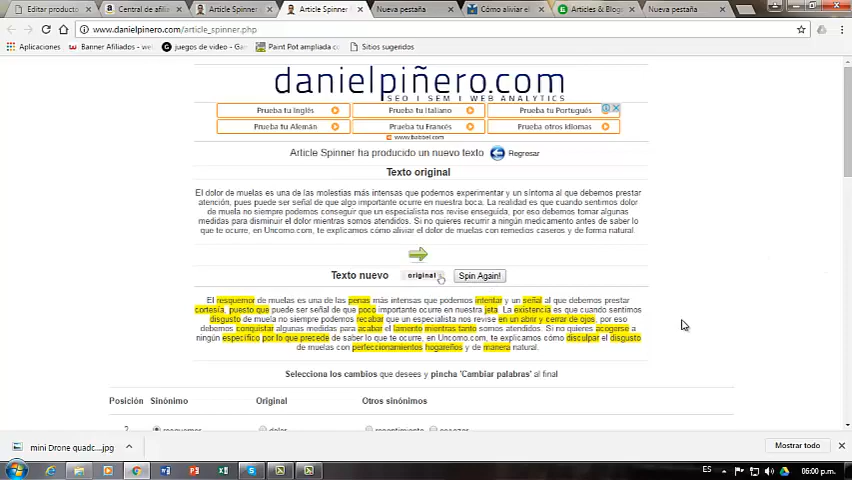 Editar producto
Central de afilia
Article Spinner
Article Spinner
Nueva pestaña
Cómo aliviar el
Articles & Blog
Nueva pestaña
www.danielpinero.com/article_spinner.php
Aplicaciones
Banner Afiliados - we
juegos de video - Go
Paint Pot ampliada co
Sitios sugeridos
danielpiñero.com
SEO | SEM | WEB ANALYTICS
Prueba tu Inglés
Prueba tu Italiano
Prueba tu Portugués
Prueba tu Alemán
Prueba tu Francés
Prueba otros Idiomas
www.babbel.com
Article Spinner ha producido un nuevo texto
Regresar
Texto original
El dolor de muelas es una de las molestias más intensas que podemos experimentar y un síntoma al que debemos prestar
atención, pues puede ser señal de que algo importante ocurre en nuestra boca. La realidad es que cuando sentimos dolor
de muela no siempre podemos conseguir que un especialista nos revise enseguida, por eso debemos tomar algunas
medidas para disminuir el dolor mientras somos atendidos. Si no quieres recurrir a ningún medicamento antes de saber lo
que te ocurre, en Uncomo.com, te explicamos cómo aliviar el dolor de muelas con remedios caseros y de forma natural
Texto nuevo
original
Spin Again!
El resquemor de muelas es una de las penas más intensas que podemos intentar y un señal al que debemos prestar
cortesía, puesto que puede ser señal de que poco importante ocurre en nuestra jeta. La existencia es que cuando sentimos
disgusto de muela no siempre podemos recabar que un especialista nos revise en un abrir y cerrar de ojos, por eso
debemos conquistar algunas medidas para acabar el lamento mientras tanto somos atendidos. Si no quieres acogerse a
ningún específico por lo que precede de saber lo que te ocurre, en Uncomo.com, te explicamos cómo disculpar el disgusto
de muelas con perfeccionamientos hogareños y de manera natural.
Selecciona los cambios que desees y pincha 'Cambiar palabras' al final
Posición
Sinónimo
Original
Otros sinónimos
2
resquemor
dolor
resentimiento
escozor
mini Drone quadc....jpg
Mostrar todo
ES
06:00 p.m.